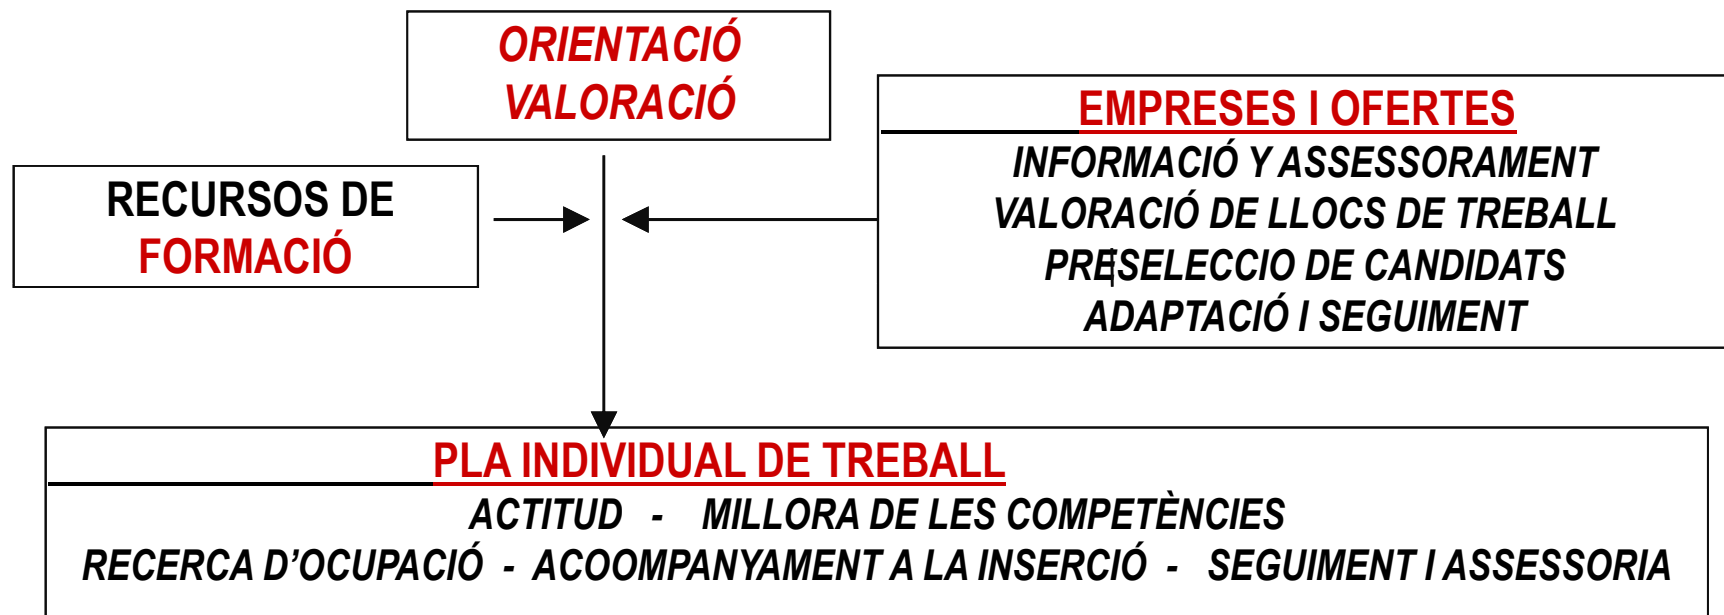 ORIENTACIÓ
VALORACIÓ
EMPRESES I OFERTES
INFORMACIÓ Y ASSESSORAMENT
VALORACIÓ DE LLOCS DE TREBALL
PRESELECCIO DE CANDIDATS
ADAPTACIÓ I SEGUIMENT
RECURSOS DE
FORMACIÓ
PLA INDIVIDUAL DE TREBALL
ACTITUD - MILLORA DE LES COMPETÈNCIES
RECERCA D’OCUPACIÓ - ACOOMPANYAMENT A LA INSERCIÓ - SEGUIMENT I ASSESSORIA